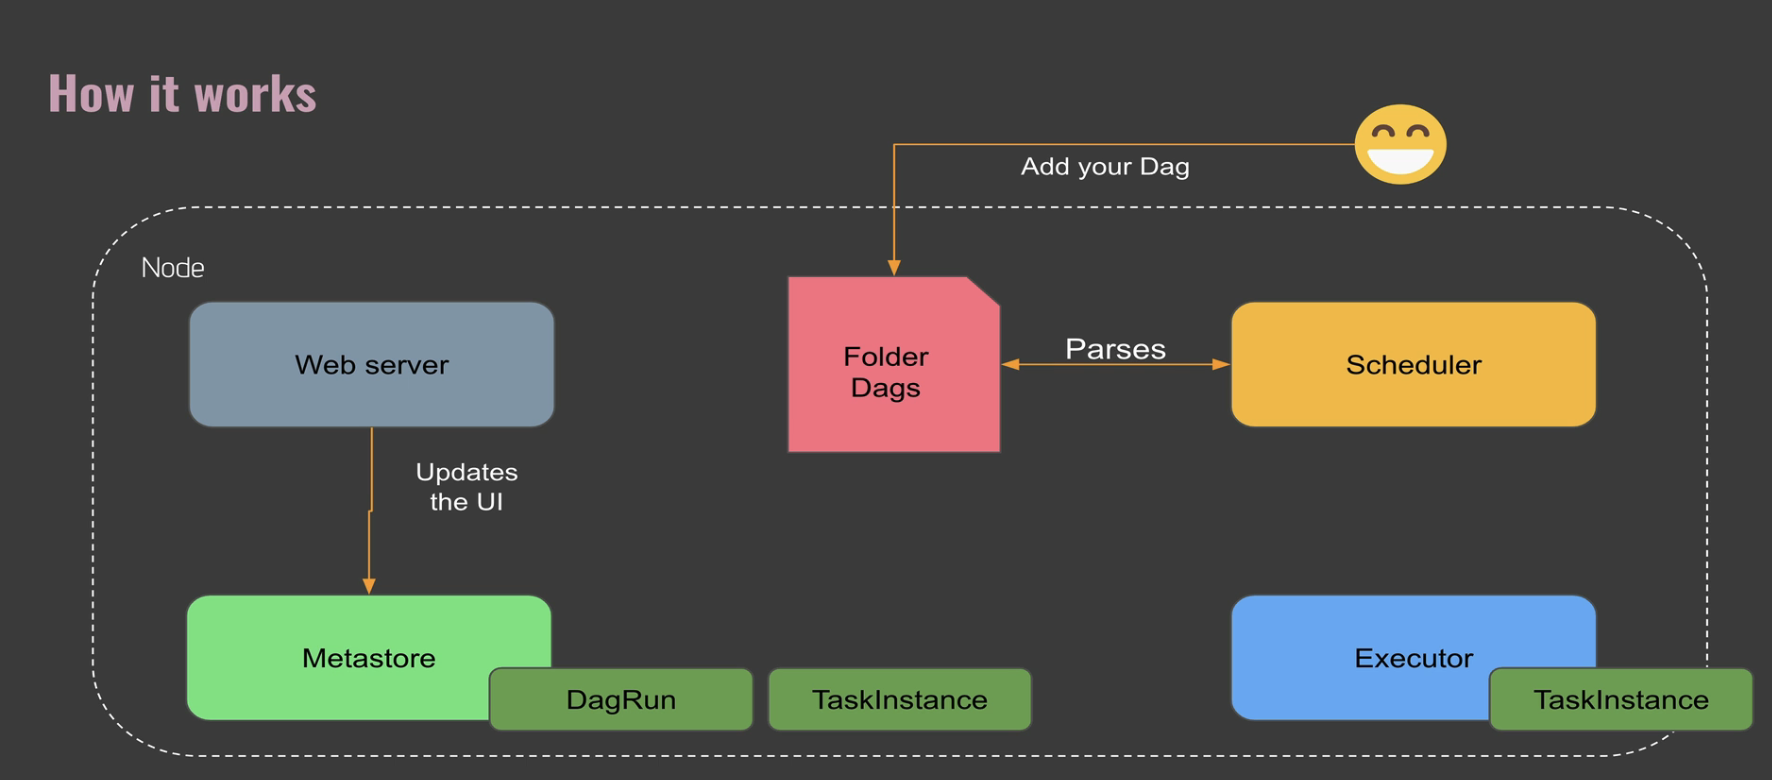 How it works
Add your Dag
Node
Web server
Folder
Dags
Parses
Scheduler
Updates
the UI
Metastore
DagRun
TaskInstance
Executor
TaskInstance